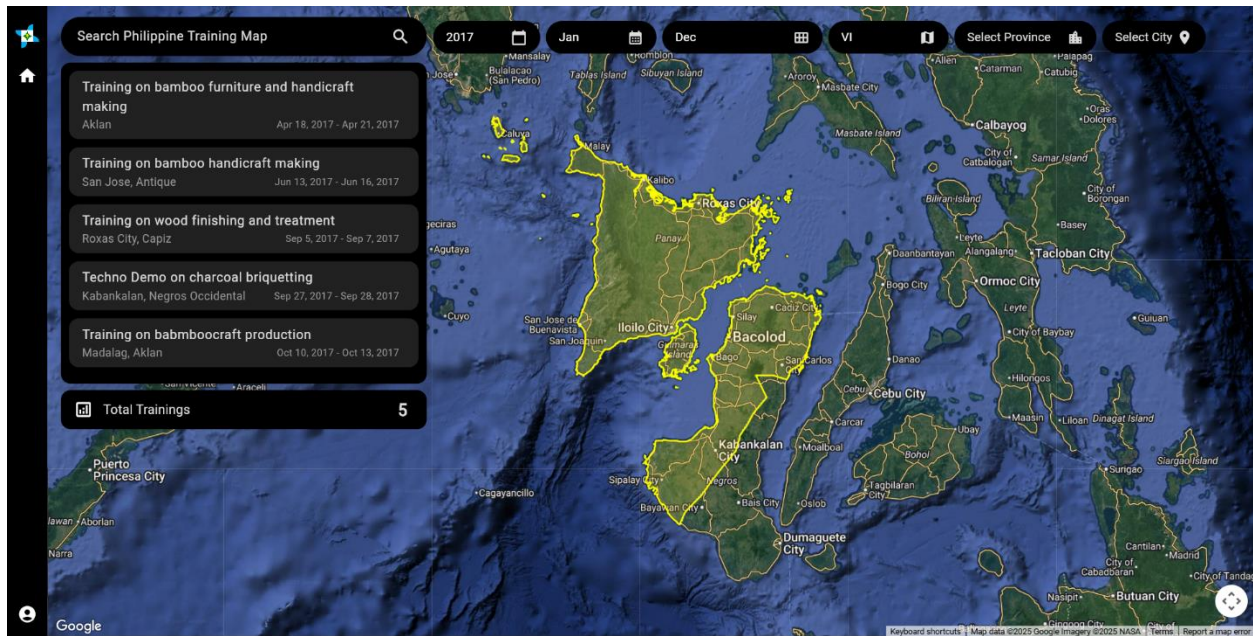 Search Philippine Training Map
2017
Jan
Dec
VI
Select Province
Select City
Training on bamboo furniture and handicraft
making
Aklan
Apr 18, 2017 - Apr 21, 2017
Training on bamboo handicraft making
San Jose, Antique
Jun 13, 2017 - Jun 16, 2017
Training on wood finishing and treatment
Roxas City, Capiz
Sep 5, 2017 - Sep 7, 2017
Techno Demo on charcoal briquetting
Kabankalan, Negros Occidental
Sep 27, 2017 - Sep 28, 2017
Training on babmboocraft production
Madalag, Aklan
Oct 10, 2017 - Oct 13, 2017
Total Trainings
5
Mansalay
Bulalacao
(San Pedro)
Romblon
Tablas Island
Sibuyan Island
Aroroy
Masbate City
Masbate Island
Allen
Catarman
Palapag
Catubig
Oras
Dolores
Calbayog
City of
Catbalogan
Samar Island
City of
Borongan
Caluya
Malay
Kalibo
Roxas City
Panay
Biliran Island
Basey
Leyte
Alangalang
Tacloban City
Agutaya
Daanbantayan
Bogo City
Ormoc City
Leyte
Cuyo
San Jose de
Buenavista
San Joaquin
Iloilo City
Guimaras
Island
Silay
Cadiz City
Bacolod
Bago
San Carlos
City
City of Baybay
Guiuan
Danao
Cebu
Cebu City
Hilongos
Maasin
Liloan
Dinagat Island
Araceli
Carcar
Ubay
Kabankalan
City
Moalboal
Bohol
Siargao Island
Surigao
Puerto
Princesa City
Cagayancillo
Sipalay City
Negros
Tagbilaran
City
Bayawan City
Bais City
Oslob
Aborlan
Narra
Dumaguete
City
Cantilan
Madrid
City of
Cabadbaran
City of Tandag
Nasipit
Butuan City
Gingoog City
City of
Google
Keyboard shortcuts
Map data ©2025 Google Imagery ©2025 NASA
Terms
Report a map error